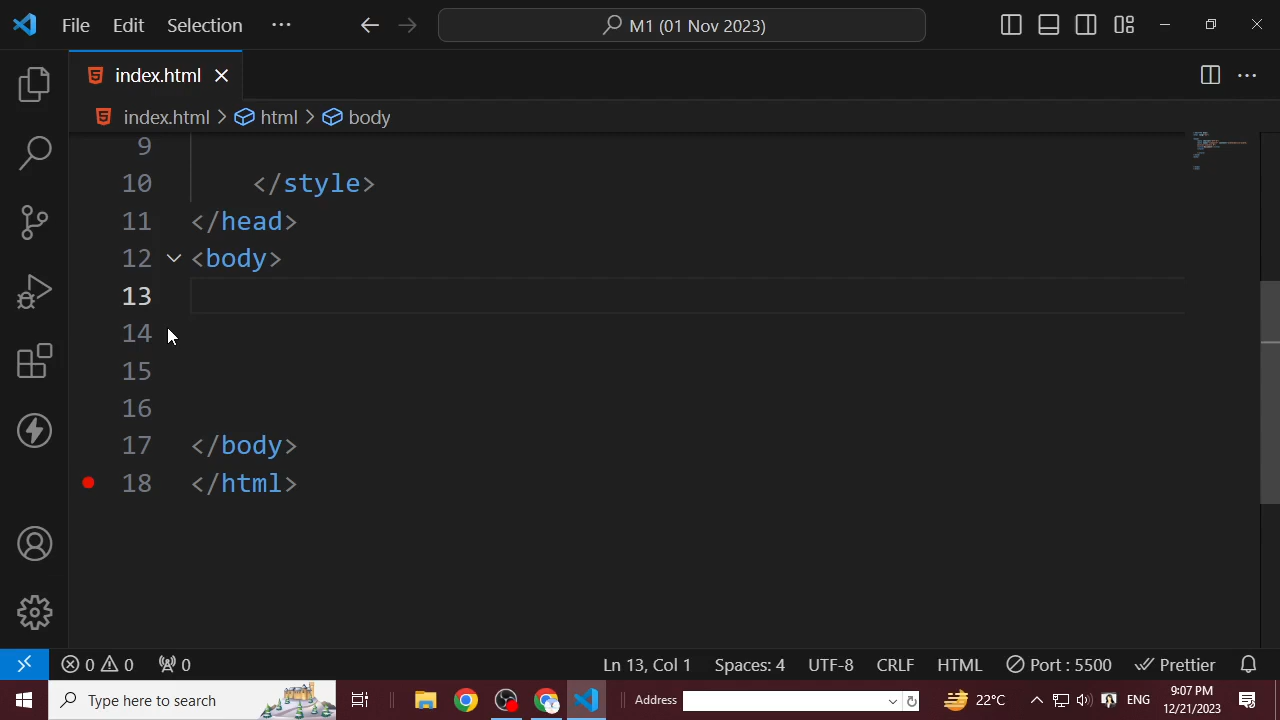 File Edit Selection ··· M1 (01 Nov 2023)
index.html
index.html > html > body
9
10 </style>
11 </head>
12 <body>
13
14
15
16
17 </body>
18 </html>
0 0 0 Ln 13, Col 1 Spaces: 4 UTF-8 CRLF HTML Port : 5500 Prettier
Type here to search Address 22°C ENG 9:07 PM
12/21/2023